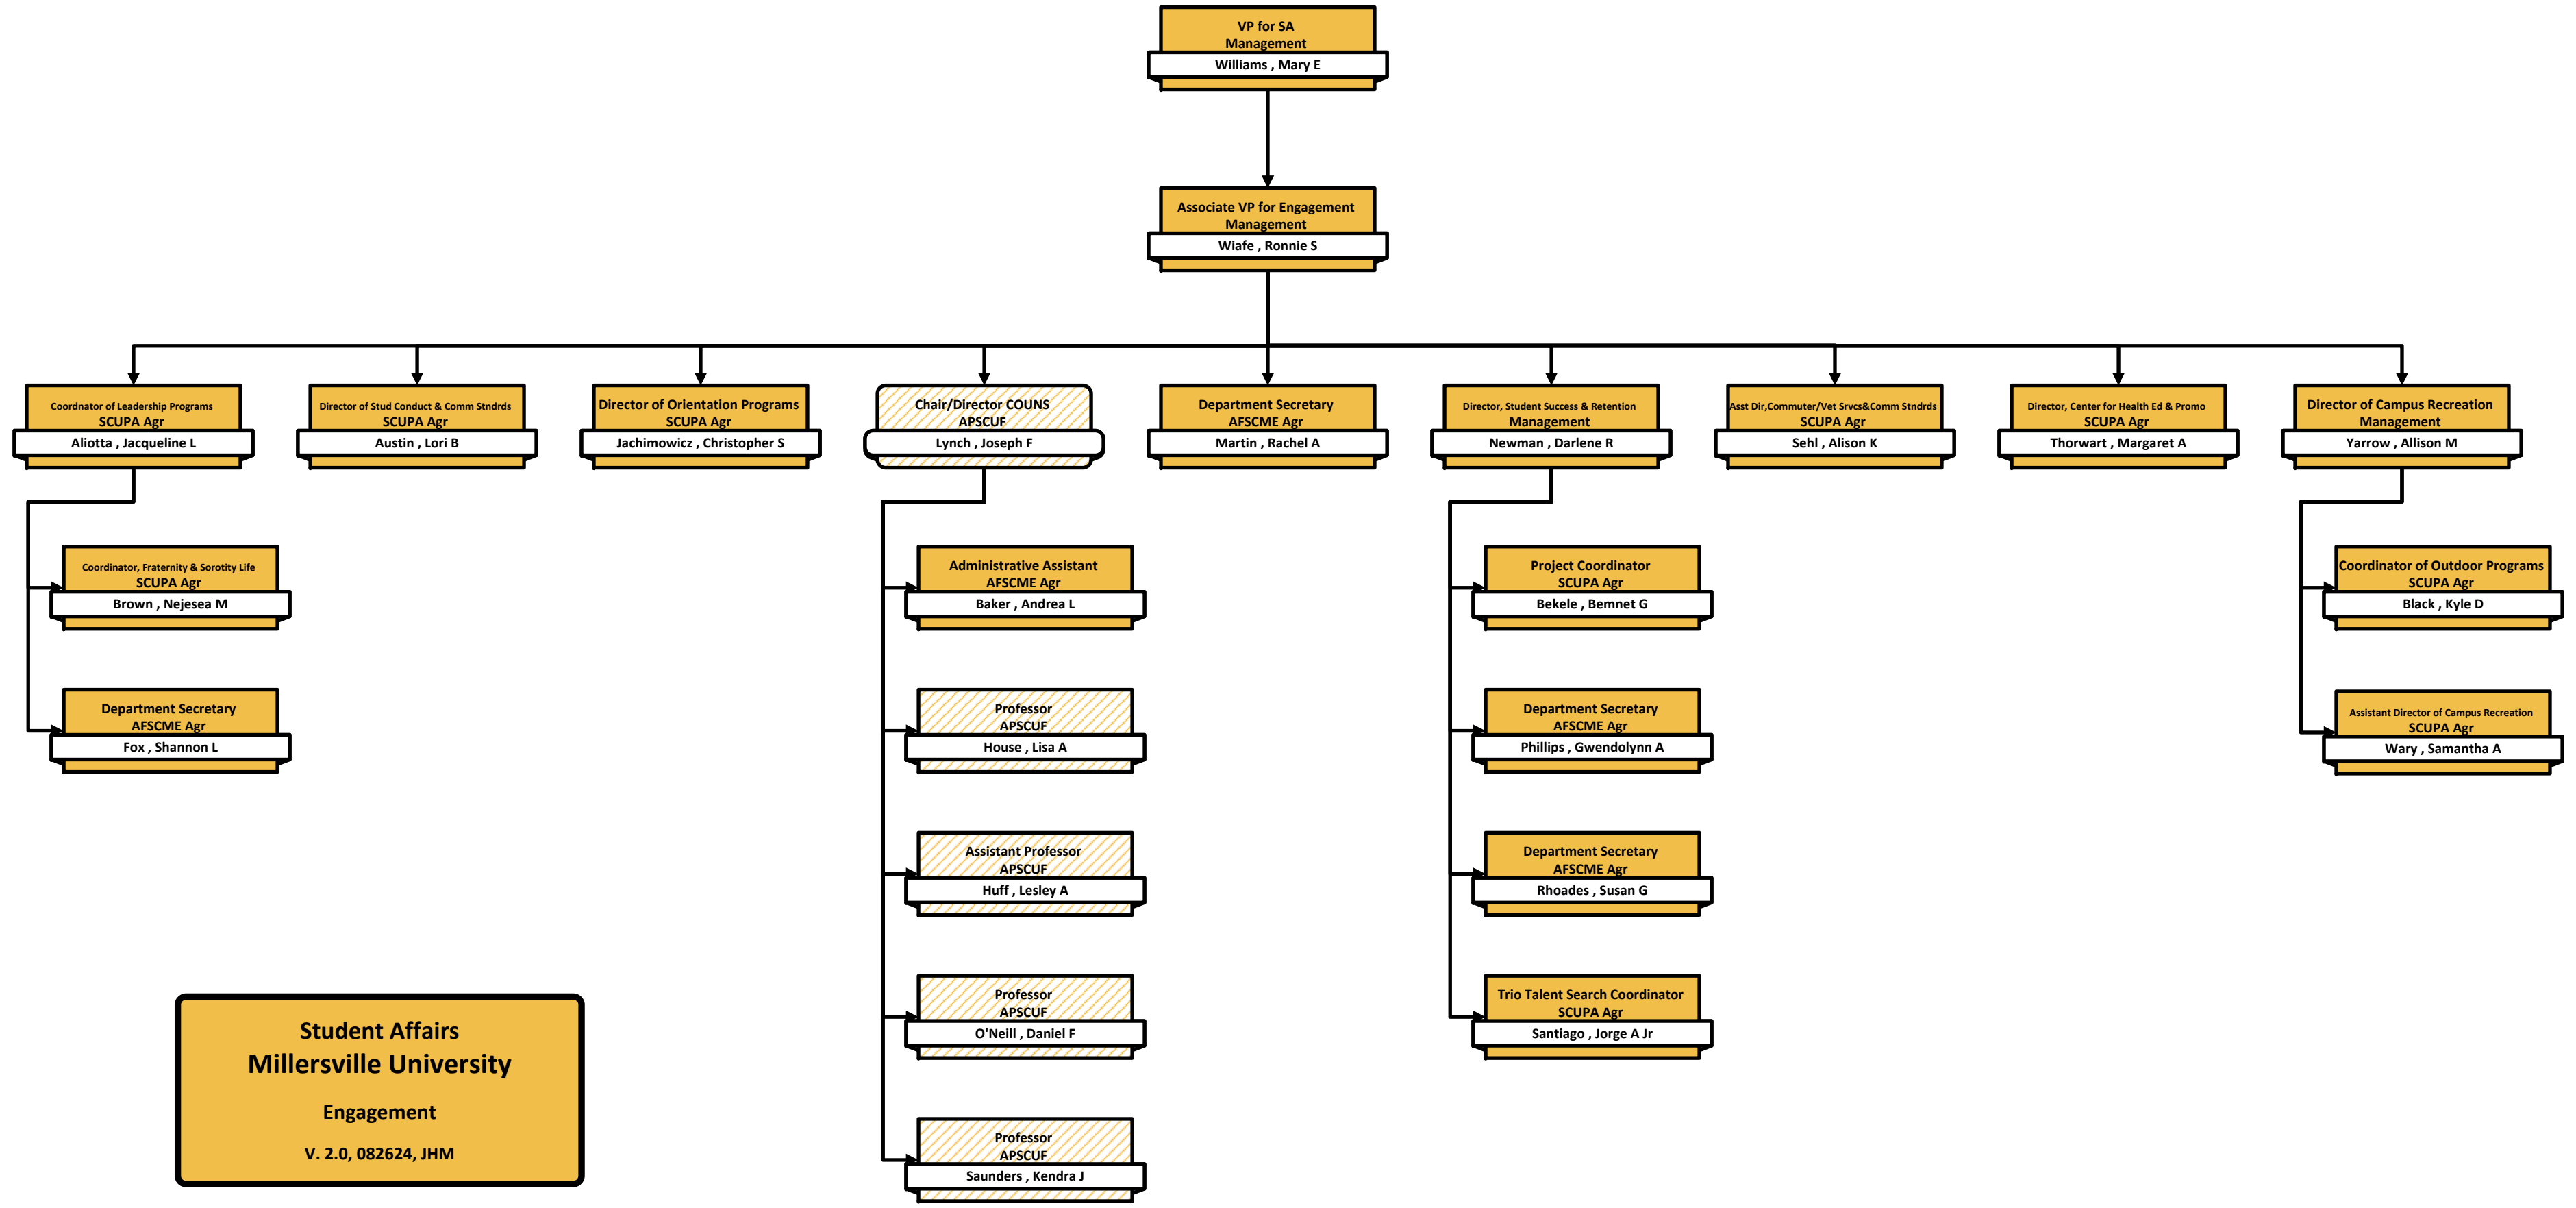 VP for SA
Management
Williams , Mary E
Associate VP for Engagement
Management
Wiafe , Ronnie S
Coordnator of Leadership Programs
SCUPA Agr
Aliotta , Jacqueline L
Director of Stud Conduct & Comm Stndrds
SCUPA Agr
Austin , Lori B
Director of Orientation Programs
SCUPA Agr
Jachimowicz , Christopher S
Chair/Director COUNS
APSCUF
Lynch , Joseph F
Department Secretary
AFSCME Agr
Martin , Rachel A
Director, Student Success & Retention
Management
Newman , Darlene R
Asst Dir,Commuter/Vet Srvcs&Comm Stndrds
SCUPA Agr
Sehl , Alison K
Director, Center for Health Ed & Promo
SCUPA Agr
Thorwart , Margaret A
Director of Campus Recreation
Management
Yarrow , Allison M
Coordinator, Fraternity & Sorotity Life
SCUPA Agr
Brown , Nejesea M
Department Secretary
AFSCME Agr
Fox , Shannon L
Administrative Assistant
AFSCME Agr
Baker , Andrea L
Professor
APSCUF
House , Lisa A
Assistant Professor
APSCUF
Huff , Lesley A
Professor
APSCUF
O'Neill , Daniel F
Professor
APSCUF
Saunders , Kendra J
Project Coordinator
SCUPA Agr
Bekele , Bemnet G
Department Secretary
AFSCME Agr
Phillips , Gwendolynn A
Department Secretary
AFSCME Agr
Rhoades , Susan G
Trio Talent Search Coordinator
SCUPA Agr
Santiago , Jorge A Jr
Coordinator of Outdoor Programs
SCUPA Agr
Black , Kyle D
Assistant Director of Campus Recreation
SCUPA Agr
Wary , Samantha A
Student Affairs
Millersville University
Engagement
V. 2.0, 082624, JHM